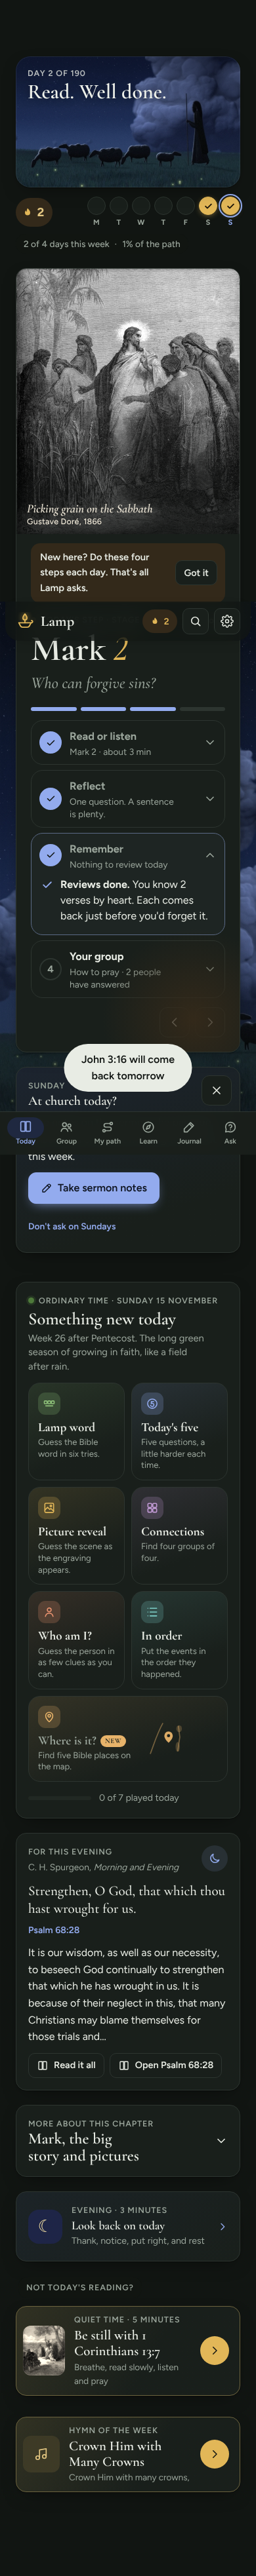 DAY 2 OF 190
Read. Well done.
2
M T W T F S S
2 of 4 days this week · 1% of the path
Picking grain on the Sabbath
Gustave Doré, 1866
New here? Do these four
steps each day. That's all
Lamp asks.
Got it
Lamp
2
Mark 2
Who can forgive sins?
Read or listen
Mark 2 · about 3 min
Reflect
One question. A sentence
is plenty.
Remember
Nothing to review today
Reviews done. You know 2
verses by heart. Each comes
back just before you'd forget it.
4
Your group
How to pray · 2 people
have answered
John 3:16 will come
back tomorrow
SUNDAY
At church today?
Today
Group
My path
Learn
Journal
Ask
this week.
Take sermon notes
Don't ask on Sundays
ORDINARY TIME · SUNDAY 15 NOVEMBER
Something new today
Week 26 after Pentecost. The long green
season of growing in faith, like a field
after rain.
Lamp word
Guess the Bible
word in six tries.
5
Today's five
Five questions, a
little harder each
time.
Picture reveal
Guess the scene as
the engraving
appears.
Connections
Find four groups of
four.
Who am I?
Guess the person in
as few clues as you
can.
In order
Put the events in
the order they
happened.
Where is it? NEW
Find five Bible places on
the map.
0 of 7 played today
FOR THIS EVENING
C. H. Spurgeon, Morning and Evening
Strengthen, O God, that which thou
hast wrought for us.
Psalm 68:28
It is our wisdom, as well as our necessity,
to beseech God continually to strengthen
that which he has wrought in us. It is
because of their neglect in this, that many
Christians may blame themselves for
those trials and…
Read it all
Open Psalm 68:28
MORE ABOUT THIS CHAPTER
Mark, the big
story and pictures
EVENING · 3 MINUTES
Look back on today
Thank, notice, put right, and rest
NOT TODAY'S READING?
QUIET TIME · 5 MINUTES
Be still with 1
Corinthians 13:7
Breathe, read slowly, listen
and pray
HYMN OF THE WEEK
Crown Him with
Many Crowns
Crown Him with many crowns,